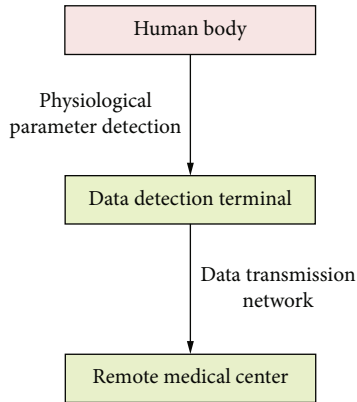 Human body
Physiological
parameter detection
Data detection terminal
Data transmission
network
Remote medical center